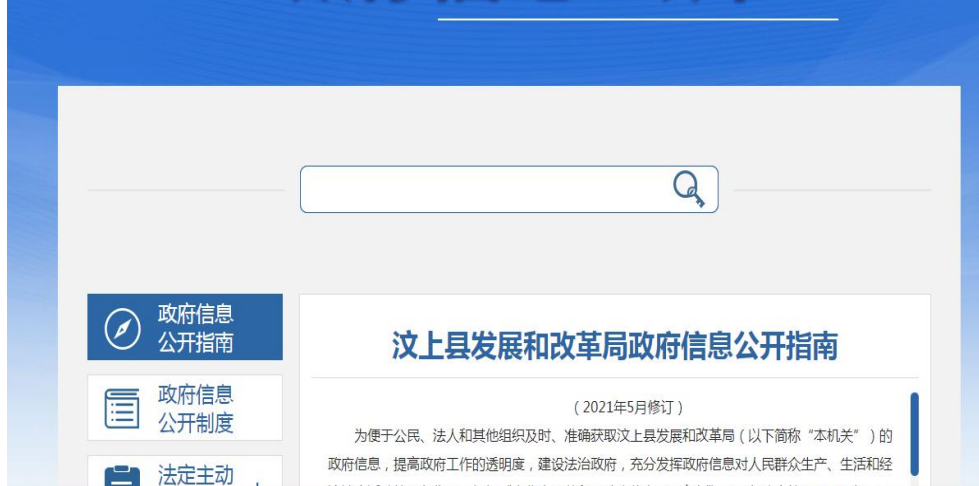 政府信息
公开指南
政府信息
公开制度
法定主动
汶上县发展和改革局政府信息公开指南
（2021年5月修订）
为便于公民、法人和其他组织及时、准确获取汶上县发展和改革局（以下简称“本机关”）的
政府信息，提高政府工作的透明度，建设法治政府，充分发挥政府信息对人民群众生产、生活和经